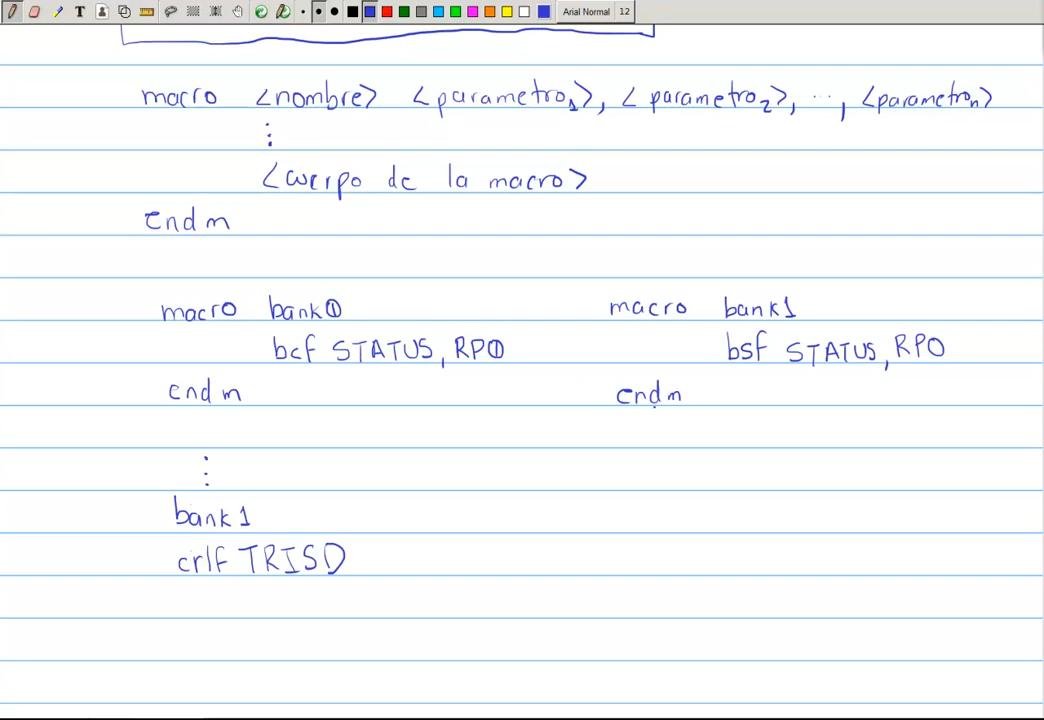 Arial Normal 12
macro <nombre> <parametro1>, <parametro2>, ..., <parametron>
⋮
<cuerpo de la macro>
endm
macro bank0 macro bank1
bcf STATUS, RP0 bsf STATUS, RP0
endm endm
⋮
bank1
crlf TRISD